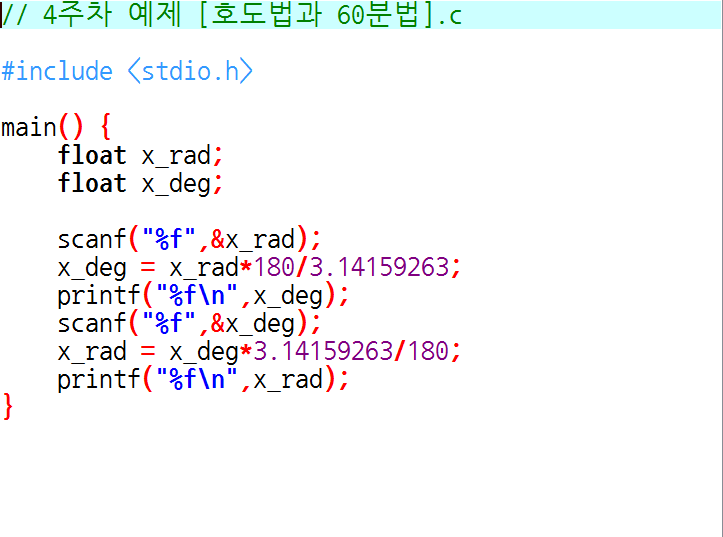 // 4주차 예제 [호도법과 60분법].c
#include <stdio.h>
main() {
float x_rad;
float x_deg;
scanf("%f",&x_rad);
x_deg = x_rad*180/3.14159263;
printf("%f\n",x_deg);
scanf("%f",&x_deg);
x_rad = x_deg*3.14159263/180;
printf("%f\n",x_rad);
}